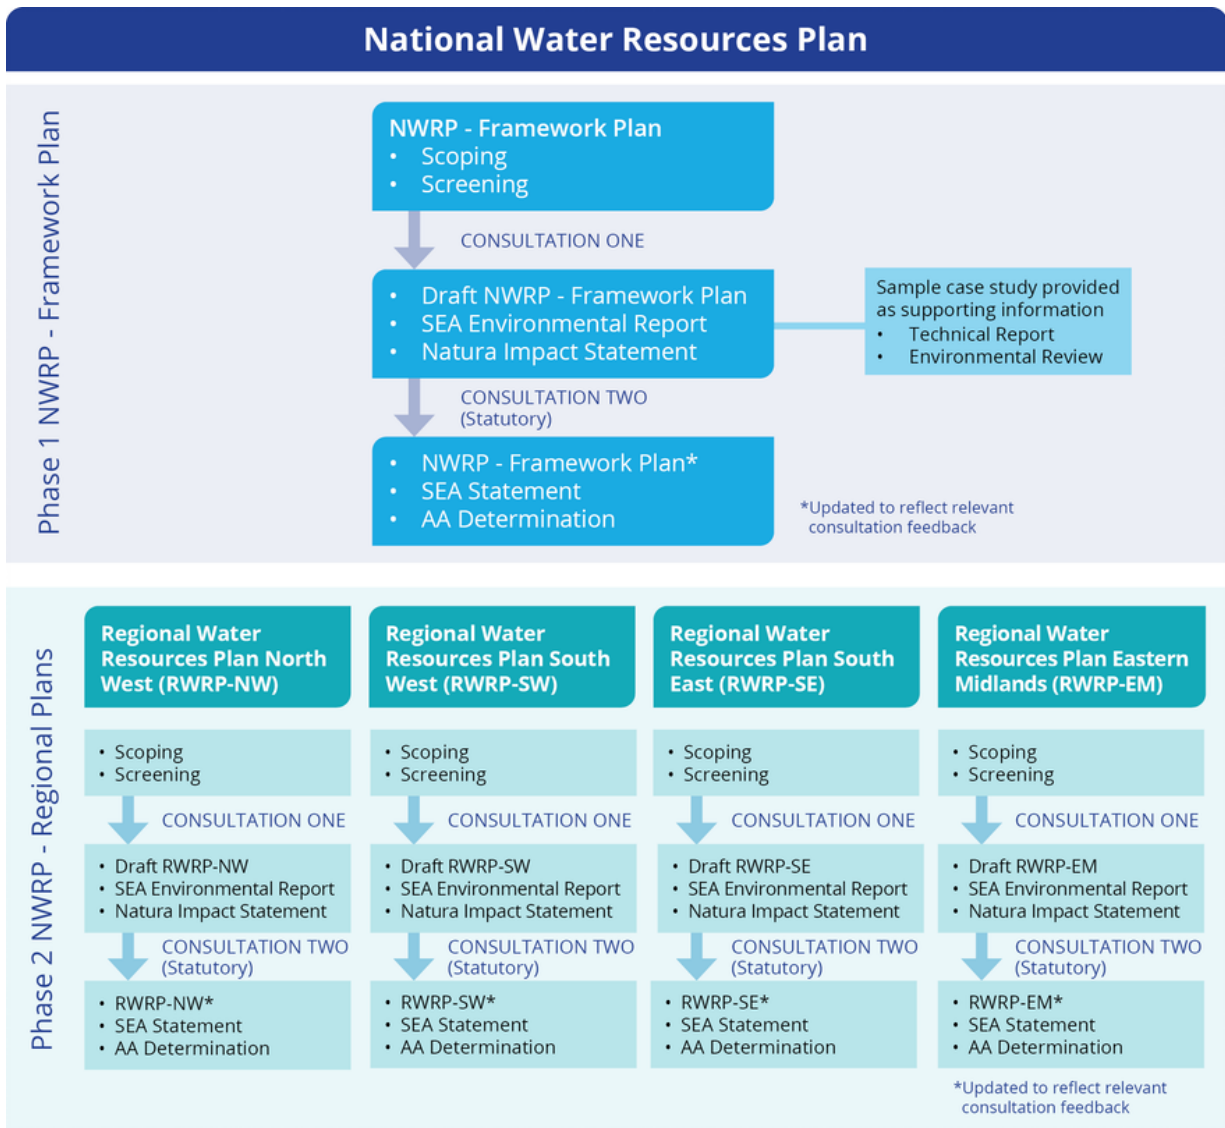 National Water Resources Plan
Phase 1 NWRP - Framework Plan
NWRP - Framework Plan
• Scoping
• Screening
CONSULTATION ONE
• Draft NWRP - Framework Plan
• SEA Environmental Report
• Natura Impact Statement
Sample case study provided
as supporting information
• Technical Report
• Environmental Review
CONSULTATION TWO
(Statutory)
• NWRP - Framework Plan*
• SEA Statement
• AA Determination
*Updated to reflect relevant
consultation feedback
Phase 2 NWRP - Regional Plans
Regional Water
Resources Plan North
West (RWRP-NW)
• Scoping
• Screening
CONSULTATION ONE
• Draft RWRP-NW
• SEA Environmental Report
• Natura Impact Statement
CONSULTATION TWO
(Statutory)
• RWRP-NW*
• SEA Statement
• AA Determination
Regional Water
Resources Plan South
West (RWRP-SW)
• Scoping
• Screening
CONSULTATION ONE
• Draft RWRP-SW
• SEA Environmental Report
• Natura Impact Statement
CONSULTATION TWO
(Statutory)
• RWRP-SW*
• SEA Statement
• AA Determination
Regional Water
Resources Plan South
East (RWRP-SE)
• Scoping
• Screening
CONSULTATION ONE
• Draft RWRP-SE
• SEA Environmental Report
• Natura Impact Statement
CONSULTATION TWO
(Statutory)
• RWRP-SE*
• SEA Statement
• AA Determination
Regional Water
Resources Plan Eastern
Midlands (RWRP-EM)
• Scoping
• Screening
CONSULTATION ONE
• Draft RWRP-EM
• SEA Environmental Report
• Natura Impact Statement
CONSULTATION TWO
(Statutory)
• RWRP-EM*
• SEA Statement
• AA Determination
*Updated to reflect relevant
consultation feedback